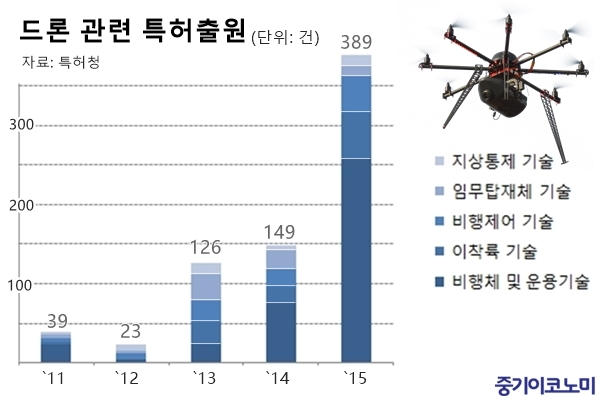 드론 관련 특허출원 (단위: 건)
자료: 특허청
389
300
200
149
126
100
39
23
`11 `12 `13 `14 `15
지상통제 기술
임무탑재체 기술
비행제어 기술
이착륙 기술
비행체 및 운용기술
중기이코노미